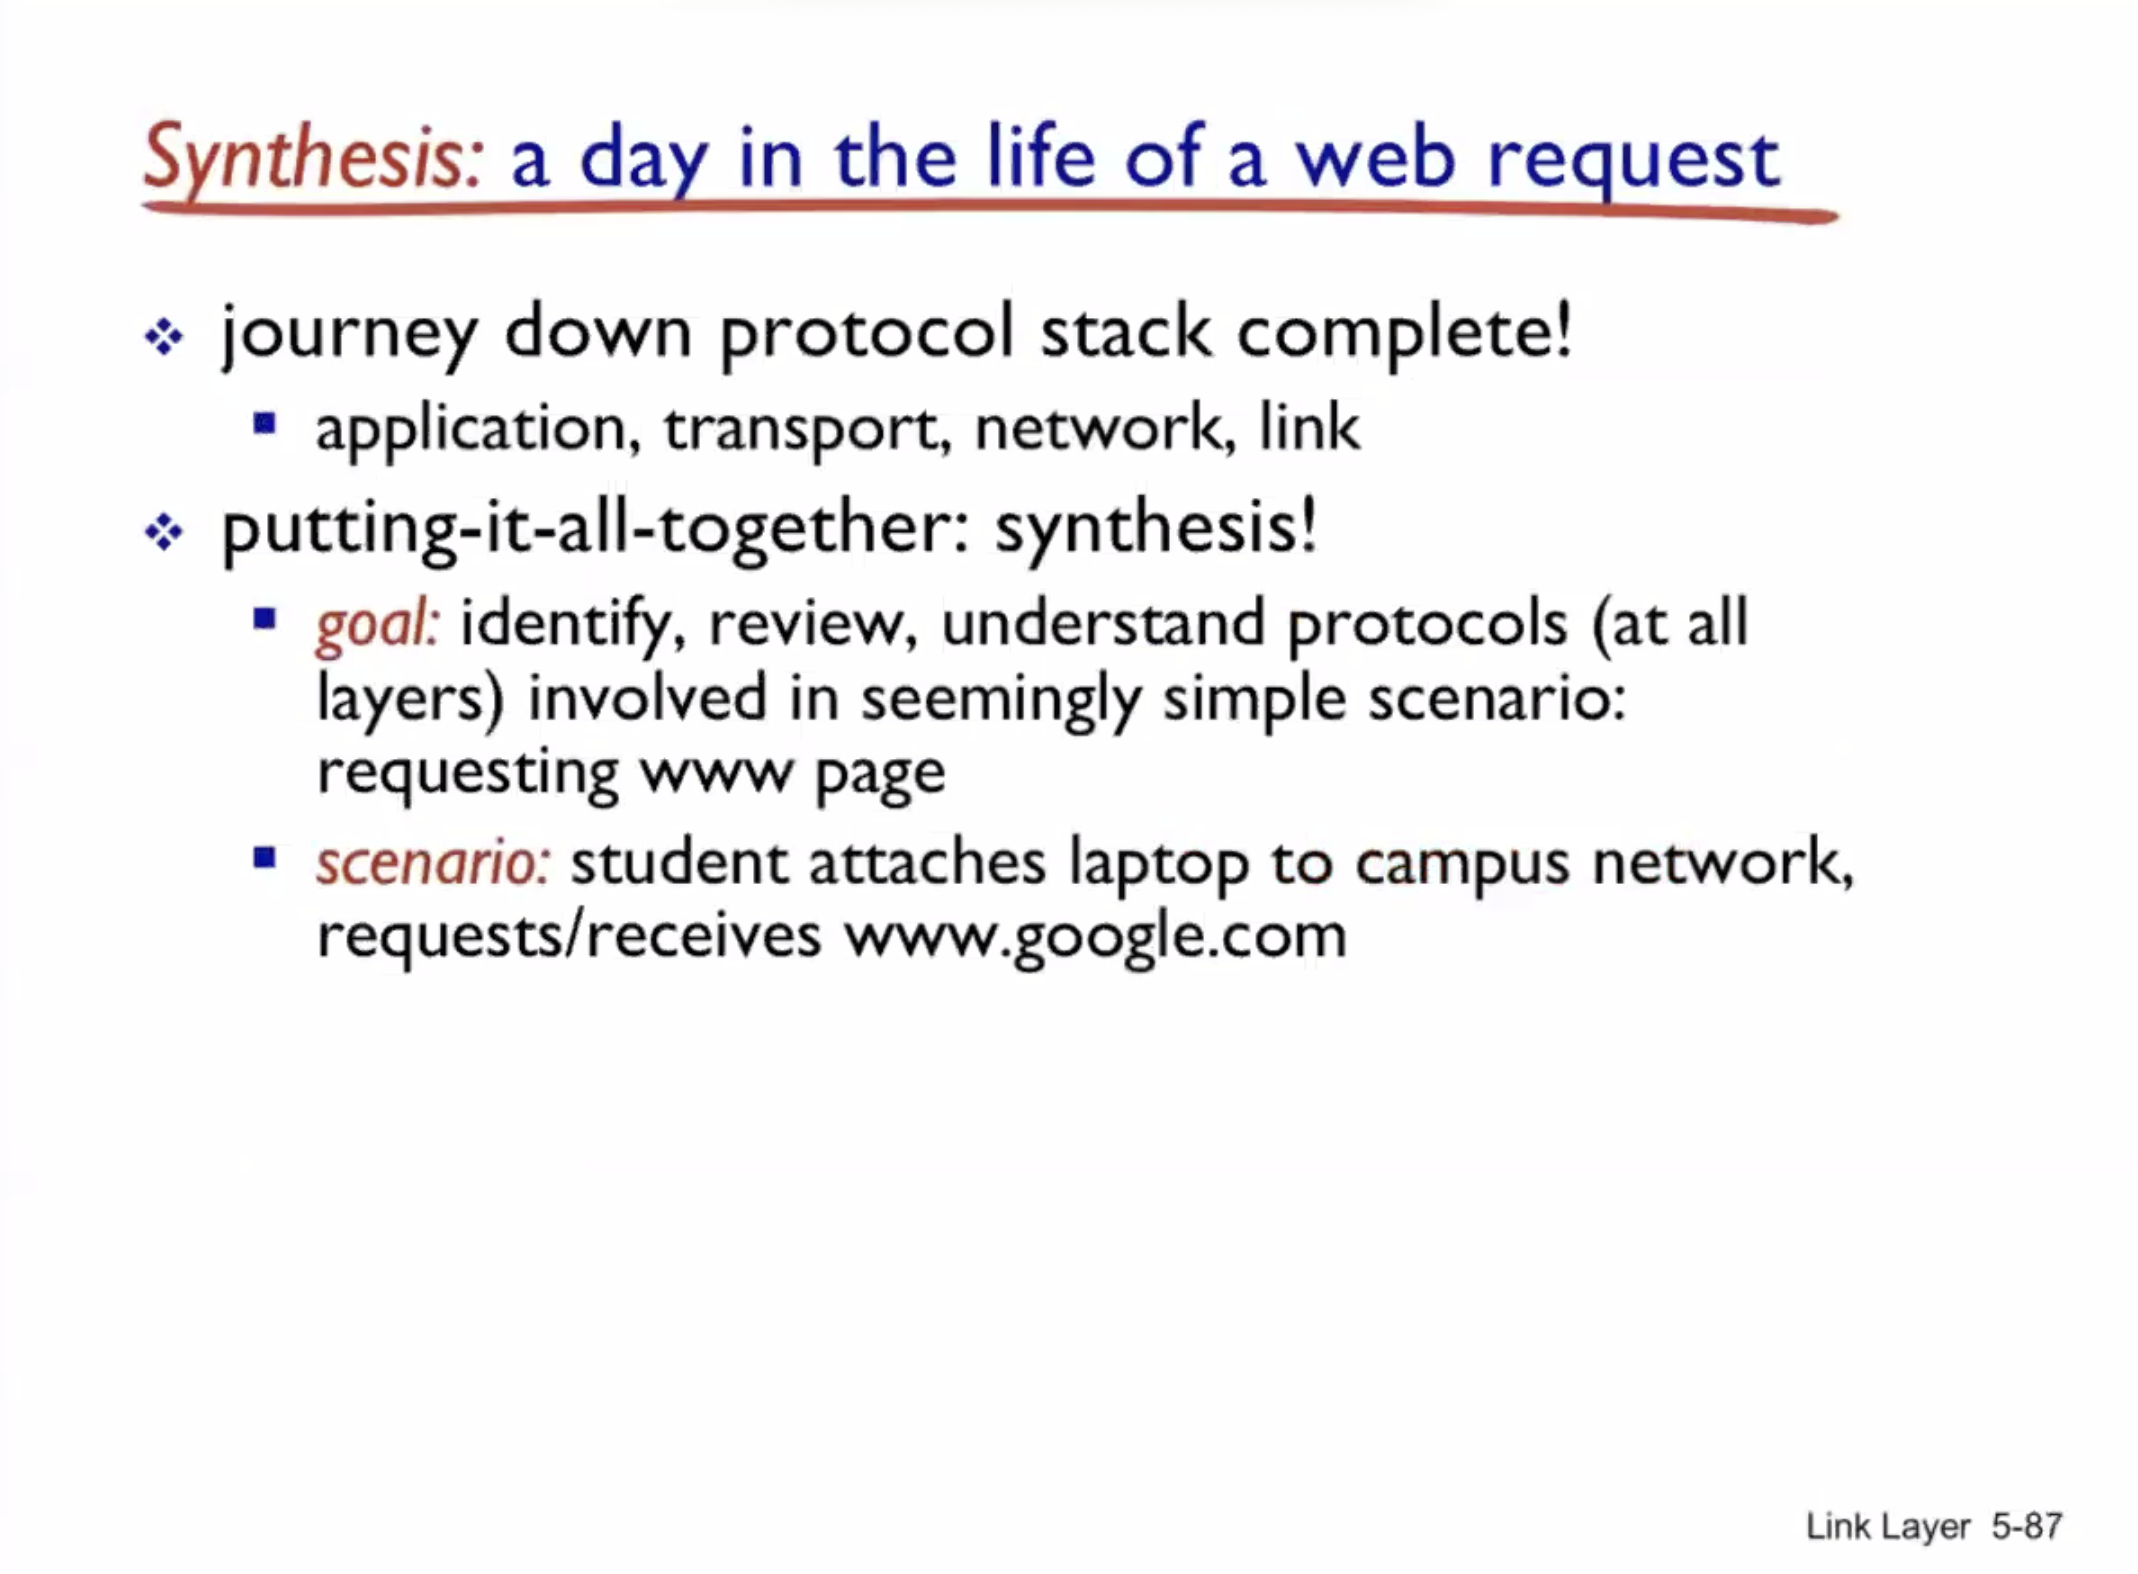 Synthesis: a day in the life of a web request
journey down protocol stack complete!
application, transport, network, link
putting-it-all-together: synthesis!
goal: identify, review, understand protocols (at all
layers) involved in seemingly simple scenario:
requesting www page
scenario: student attaches laptop to campus network,
requests/receives www.google.com
Link Layer 5-87